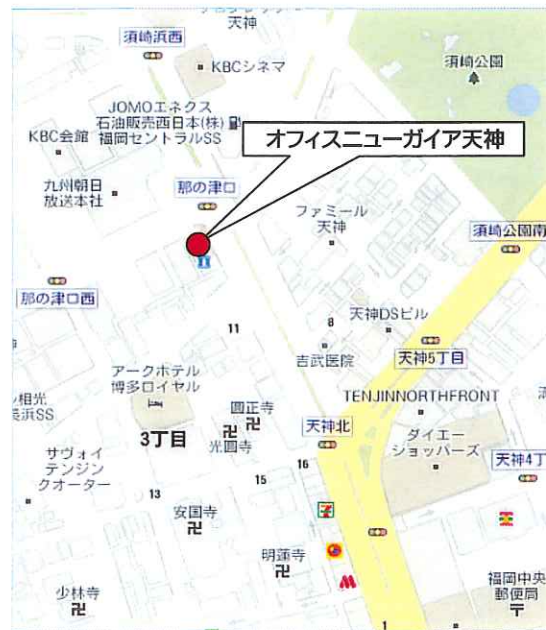 天神
須崎浜西
KBCシネマ
須崎公園
JOMOエネクス
石油販売西日本(株)
福岡セントラルSS
KBC会館
オフィスニューガイア天神
九州朝日
放送本社
那の津口
ファミール
天神
須崎公園南
那の津口西
11
8
天神DSビル
吉武医院
天神5丁目
アークホテル
博多ロイヤル
TENJINNORTHFRONT
相光
長浜SS
圓正寺
光圓寺
3丁目
天神北
ダイエー
ショッパーズ
サヴォイ
テンジン
クオーター
16
15
天神4丁
13
安国寺
明蓮寺
少林寺
福岡中央
郵便局
1